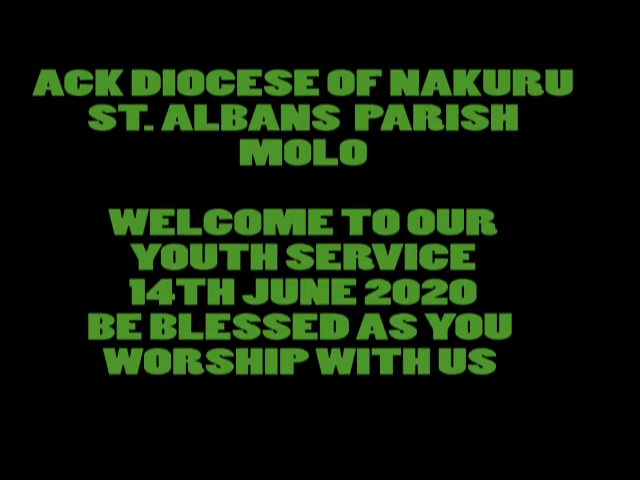 ACK DIOCESE OF NAKURU
ST. ALBANS PARISH
MOLO
WELCOME TO OUR
YOUTH SERVICE
14TH JUNE 2020
BE BLESSED AS YOU
WORSHIP WITH US